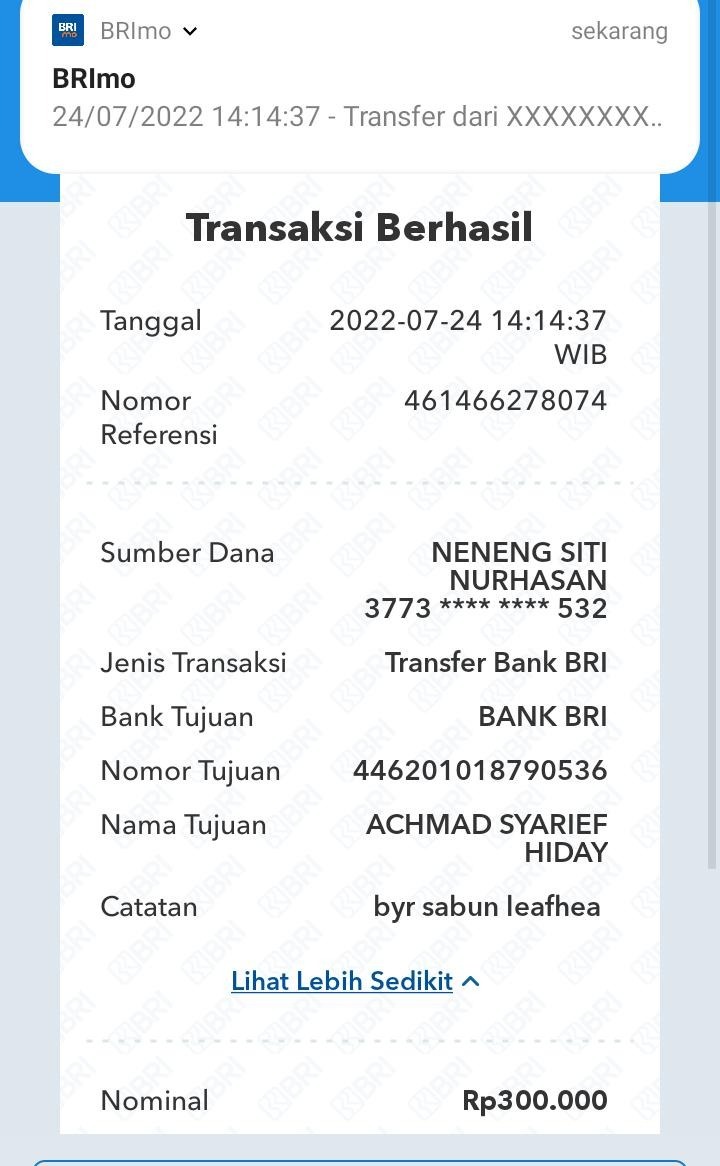 BRI
mo
BRImo
sekarang
BRImo
24/07/2022 14:14:37 - Transfer dari XXXXXXXX..
Transaksi Berhasil
Tanggal 2022-07-24 14:14:37
WIB
Nomor 461466278074
Referensi
Sumber Dana NENENG SITI
NURHASAN
3773 **** **** 532
Jenis Transaksi Transfer Bank BRI
Bank Tujuan BANK BRI
Nomor Tujuan 446201018790536
Nama Tujuan ACHMAD SYARIEF
HIDAY
Catatan byr sabun leafhea
Lihat Lebih Sedikit
Nominal Rp300.000